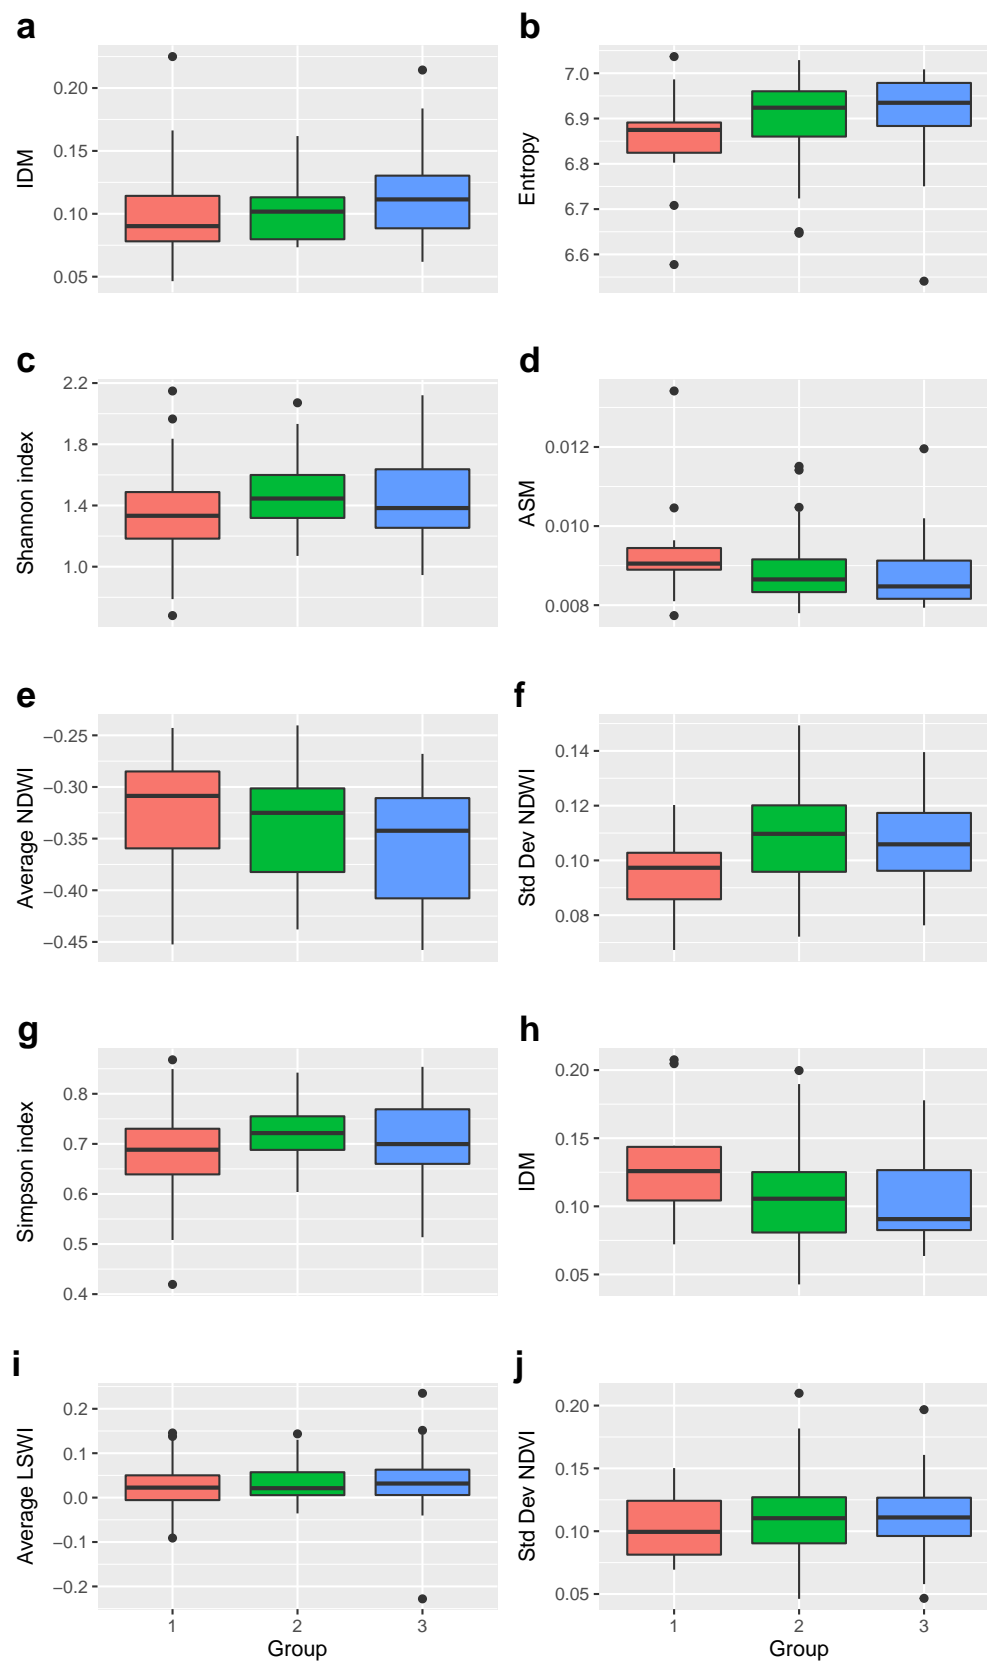 a
IDM
0.20
0.15
0.10
0.05
b
Entropy
7.0
6.9
6.8
6.7
6.6
c
Shannon index
2.2
1.8
1.4
1.0
d
ASM
0.012
0.010
0.008
e
Average NDWI
−0.25
−0.30
−0.35
−0.40
−0.45
f
Std Dev NDWI
0.14
0.12
0.10
0.08
g
Simpson index
0.8
0.7
0.6
0.5
0.4
h
IDM
0.20
0.15
0.10
0.05
i
Average LSWI
0.2
0.1
0.0
−0.1
−0.2
1 2 3
Group
j
Std Dev NDVI
0.20
0.15
0.10
0.05
1 2 3
Group